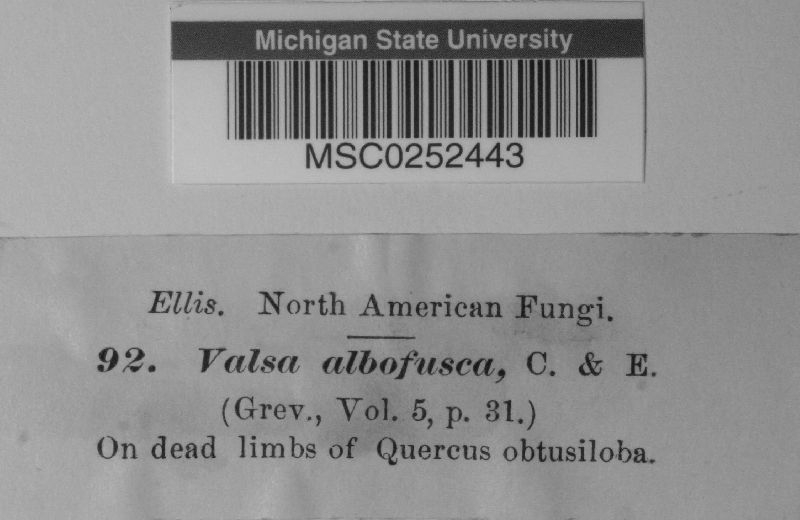 Michigan State University
MSC0252443
Ellis. North American Fungi.
92. Valsa albofusca, C. & E.
(Grev., Vol. 5, p. 31.)
On dead limbs of Quercus obtusiloba.